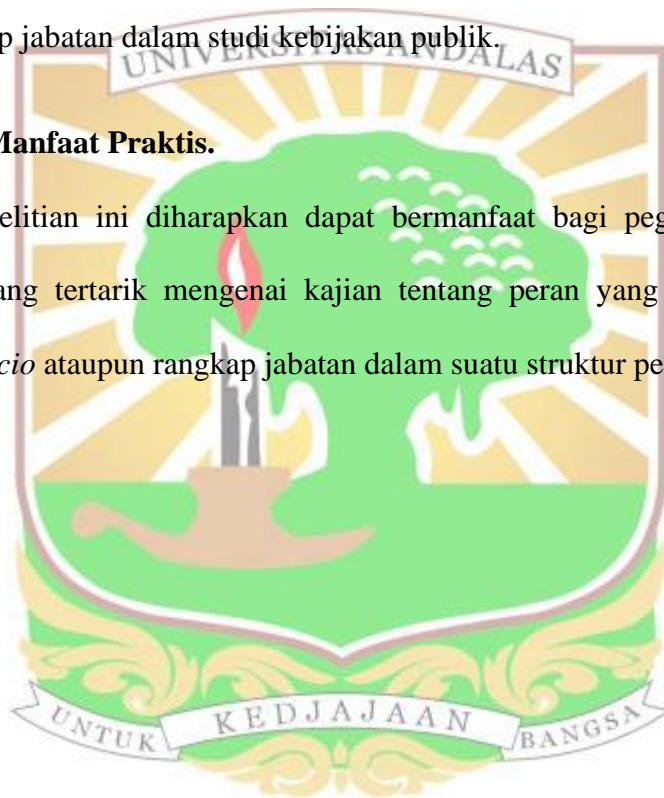 p jabatan dalam studi kebijakan publik.
UNIVERSITAS ANDALAS
Manfaat Praktis.
elitian ini diharapkan dapat bermanfaat bagi peg
ang tertarik mengenai kajian tentang peran yang
cio ataupun rangkap jabatan dalam suatu struktur pe
UNTUK KEDJAJAAN BANGSA